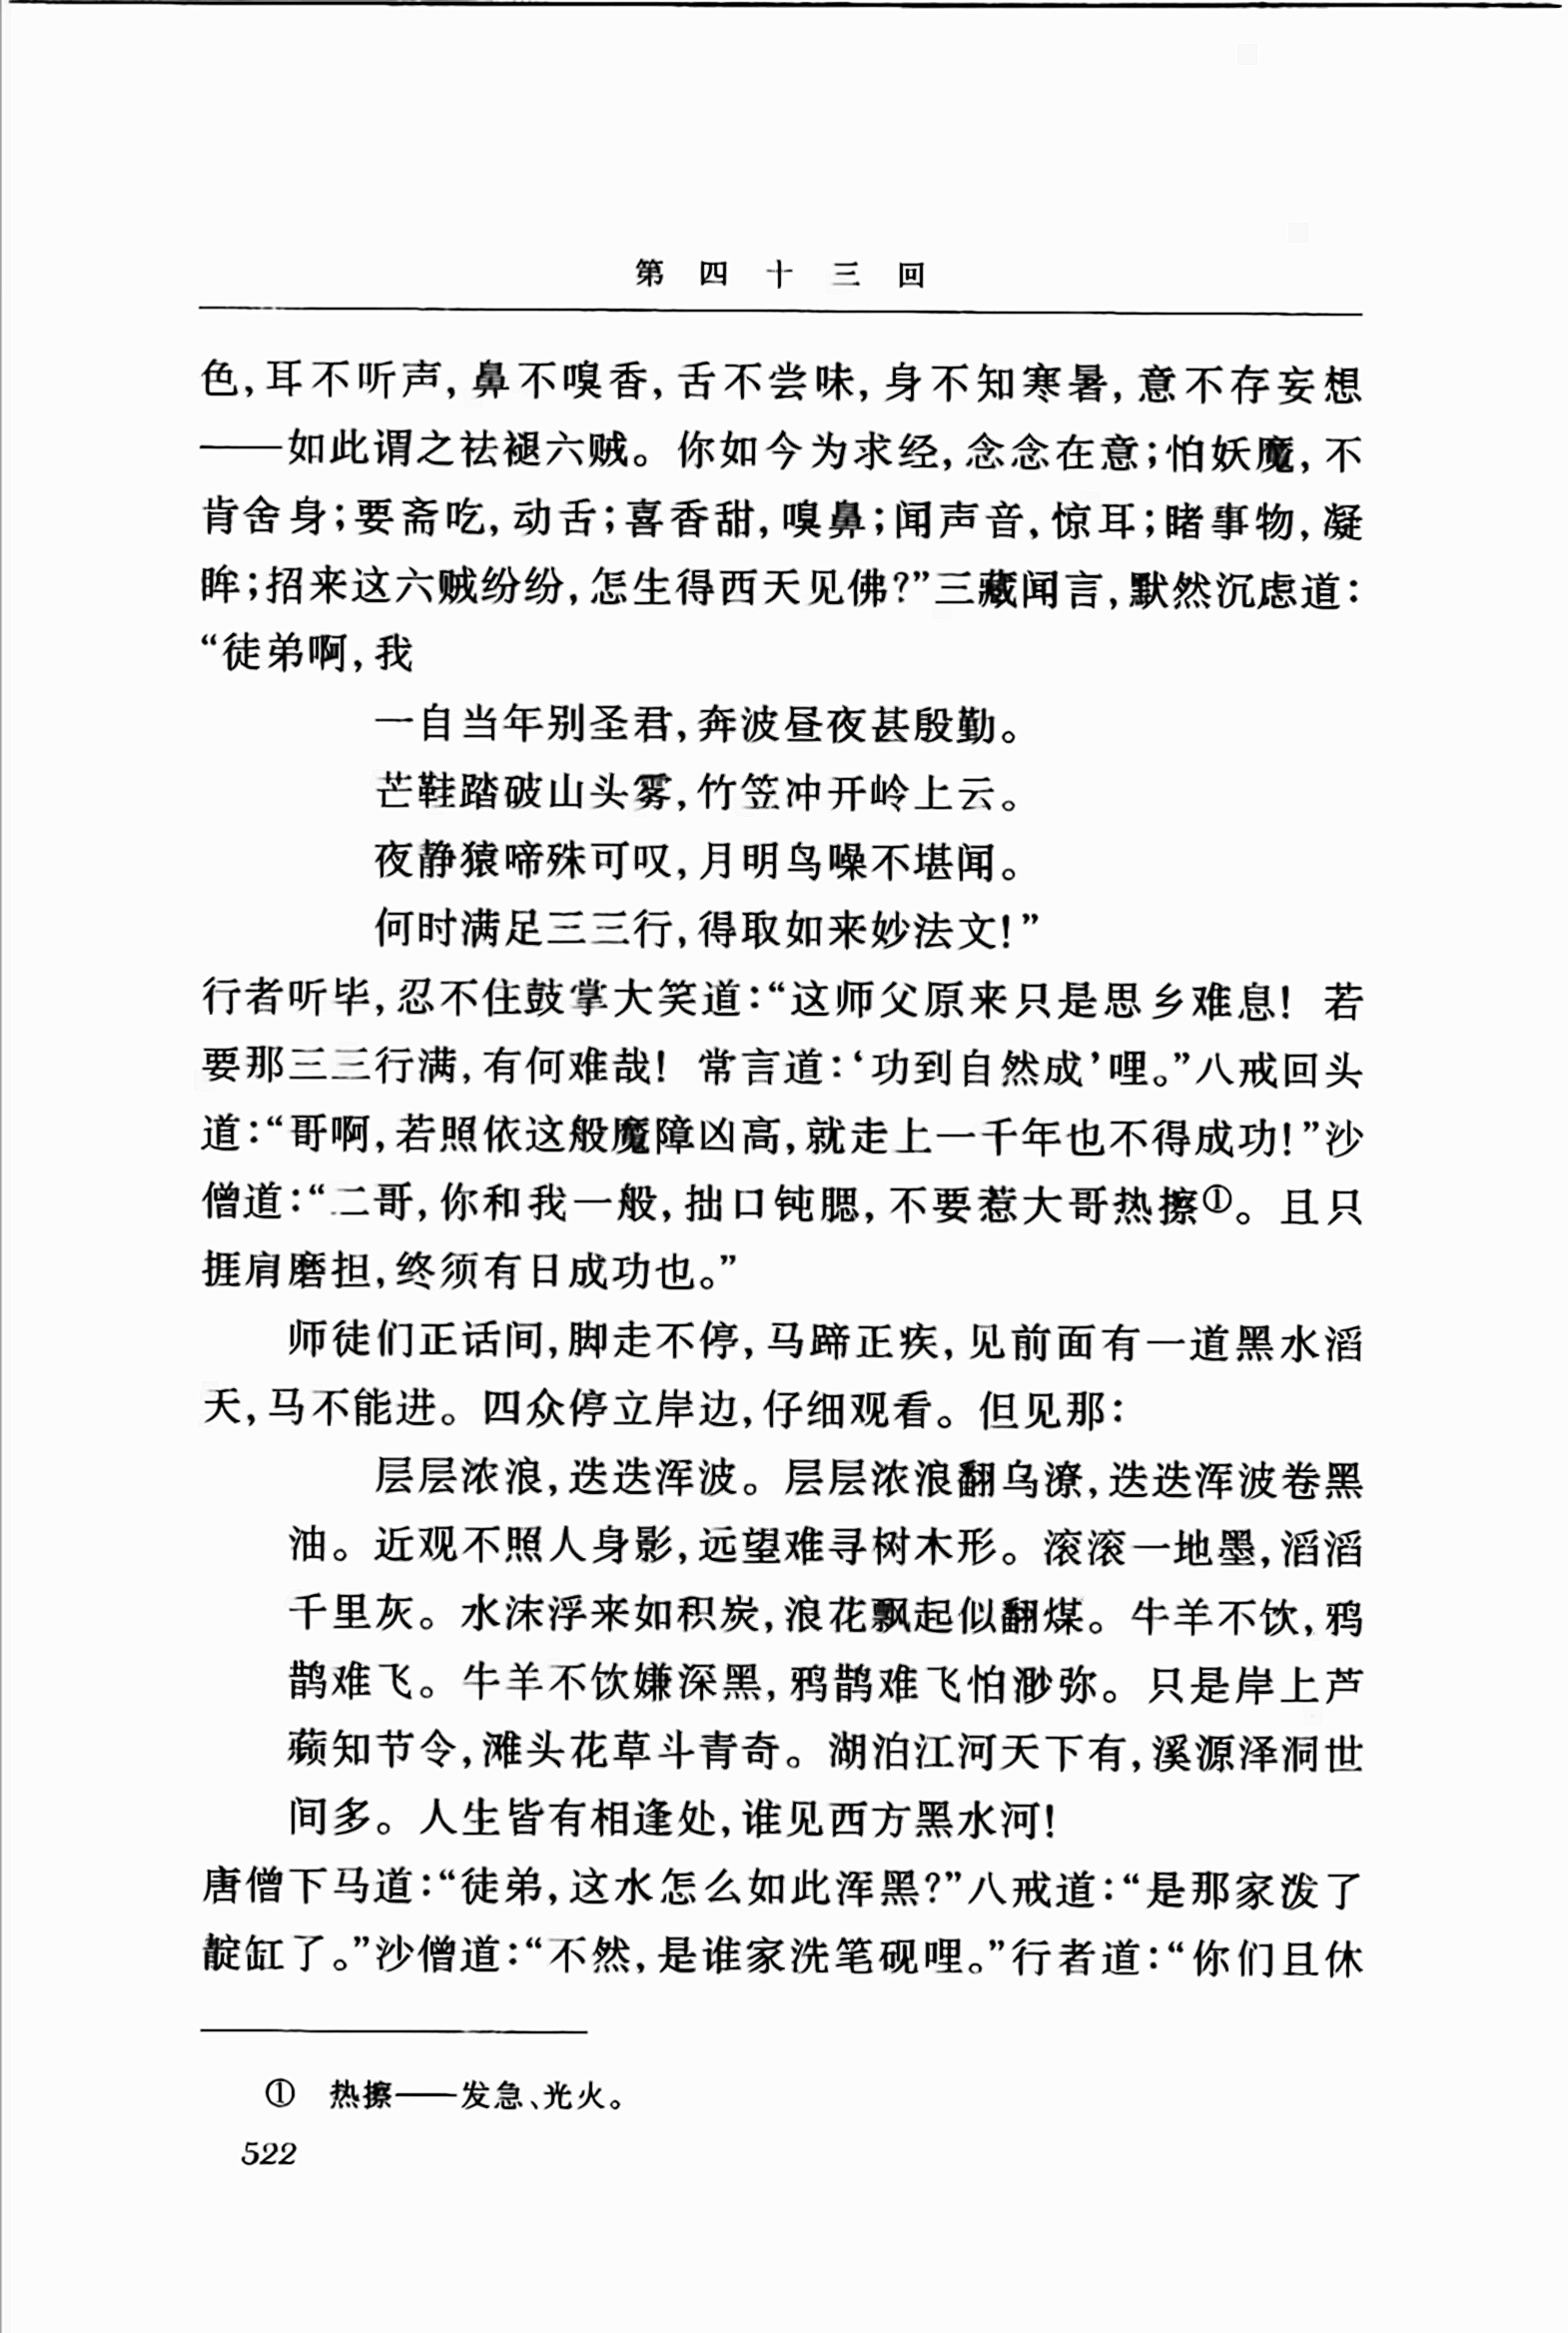 第四十三回
色,耳不听声,鼻不嗅香,舌不尝味,身不知寒暑,意不存妄想
——如此谓之祛褪六贼。你如今为求经,念念在意;怕妖魔,不
肯舍身;要斋吃,动舌;喜香甜,嗅鼻;闻声音,惊耳;睹事物,凝
眸;招来这六贼纷纷,怎生得西天见佛?”三藏闻言,默然沉虑道:
“徒弟啊,我
一自当年别圣君,奔波昼夜甚殷勤。
芒鞋踏破山头雾,竹笠冲开岭上云。
夜静猿啼殊可叹,月明鸟噪不堪闻。
何时满足三三行,得取如来妙法文!”
行者听毕,忍不住鼓掌大笑道:“这师父原来只是思乡难息! 若
要那三三行满,有何难哉! 常言道:‘功到自然成’哩。”八戒回头
道:“哥啊,若照依这般魔障凶高,就走上一千年也不得成功!”沙
僧道:“二哥,你和我一般,拙口钝腮,不要惹大哥热擦①。且只
捱肩磨担,终须有日成功也。”
师徒们正话间,脚走不停,马蹄正疾,见前面有一道黑水滔
天,马不能进。四众停立岸边,仔细观看。但见那:
层层浓浪,迭迭浑波。层层浓浪翻乌潦,迭迭浑波卷黑
油。近观不照人身影,远望难寻树木形。滚滚一地墨,滔滔
千里灰。水沫浮来如积炭,浪花飘起似翻煤。牛羊不饮,鸦
鹊难飞。牛羊不饮嫌深黑,鸦鹊难飞怕渺弥。只是岸上芦
蘋知节令,滩头花草斗青奇。湖泊江河天下有,溪源泽洞世
间多。人生皆有相逢处,谁见西方黑水河!
唐僧下马道:“徒弟,这水怎么如此浑黑?”八戒道:“是那家泼了
靛缸了。”沙僧道:“不然,是谁家洗笔砚哩。”行者道:“你们且休
① 热擦——发急、光火。
522